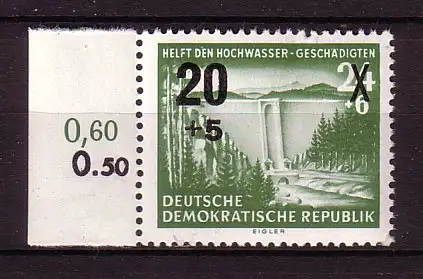 HELFT DEN HOCHWASSER-GESCHÄDIGTEN
20 24
+5 +6
0,60
0.50
DEUTSCHE
DEMOKRATISCHE REPUBLIK
EIGLER